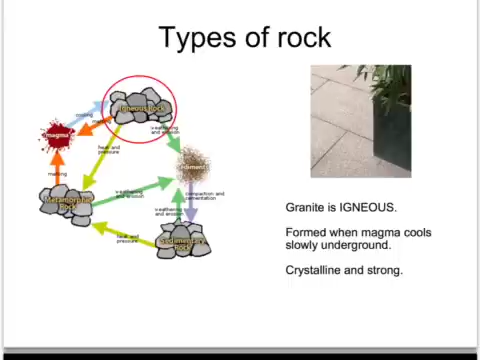 Types of rock
Igneous Rock
cooling
melting
weathering
and erosion
magma
heat and
pressure
sediments
melting
weathering
and erosion
compaction and
cementation
Metamorphic
Rock
weathering
and erosion
heat and
pressure
Sedimentary
Rock
Granite is IGNEOUS.
Formed when magma cools
slowly underground.
Crystalline and strong.